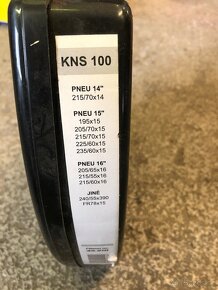 KNS 100
PNEU 14"
215/70x14
PNEU 15"
195x15
205/70x15
215/70x15
225/60x15
235/60x15
PNEU 16"
205/65x16
215/55x16
215/60x16
JINÉ
240/55x390
FR78x15